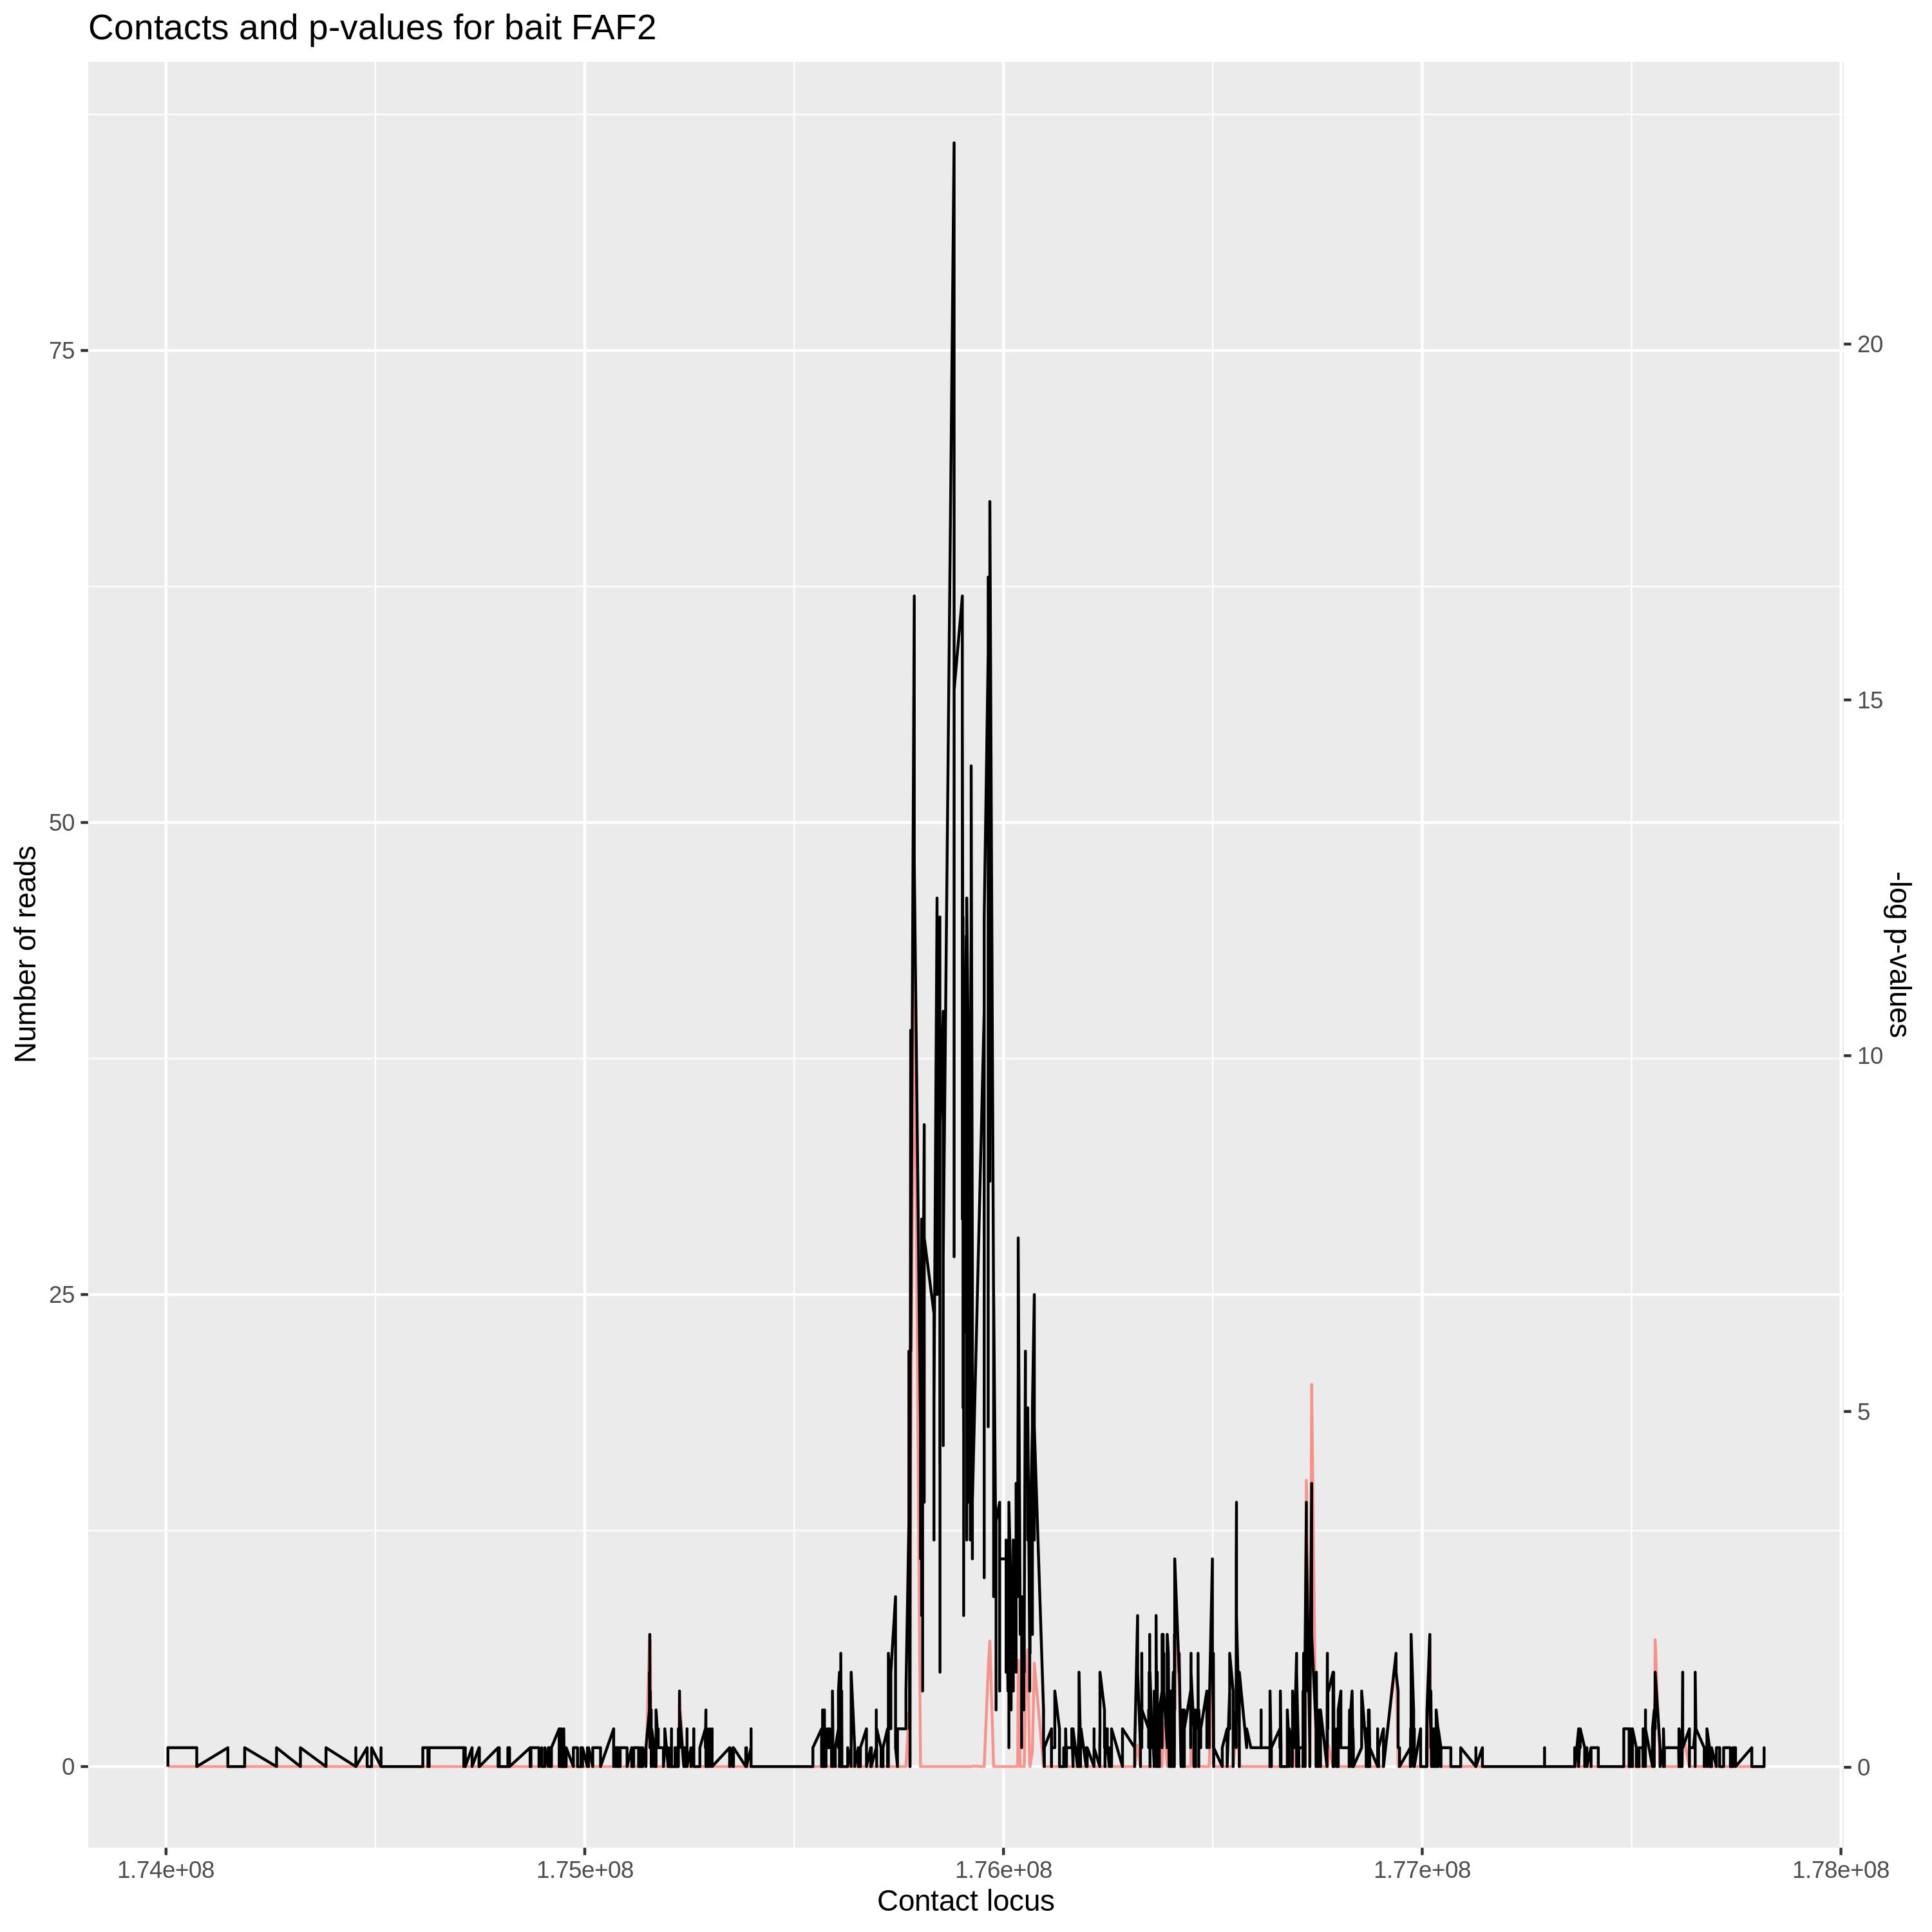 Contacts and p-values for bait FAF2
75
50
25
0
Number of reads
20
15
10
5
0
-log p-values
1.74e+08
1.75e+08
1.76e+08
1.77e+08
1.78e+08
Contact locus